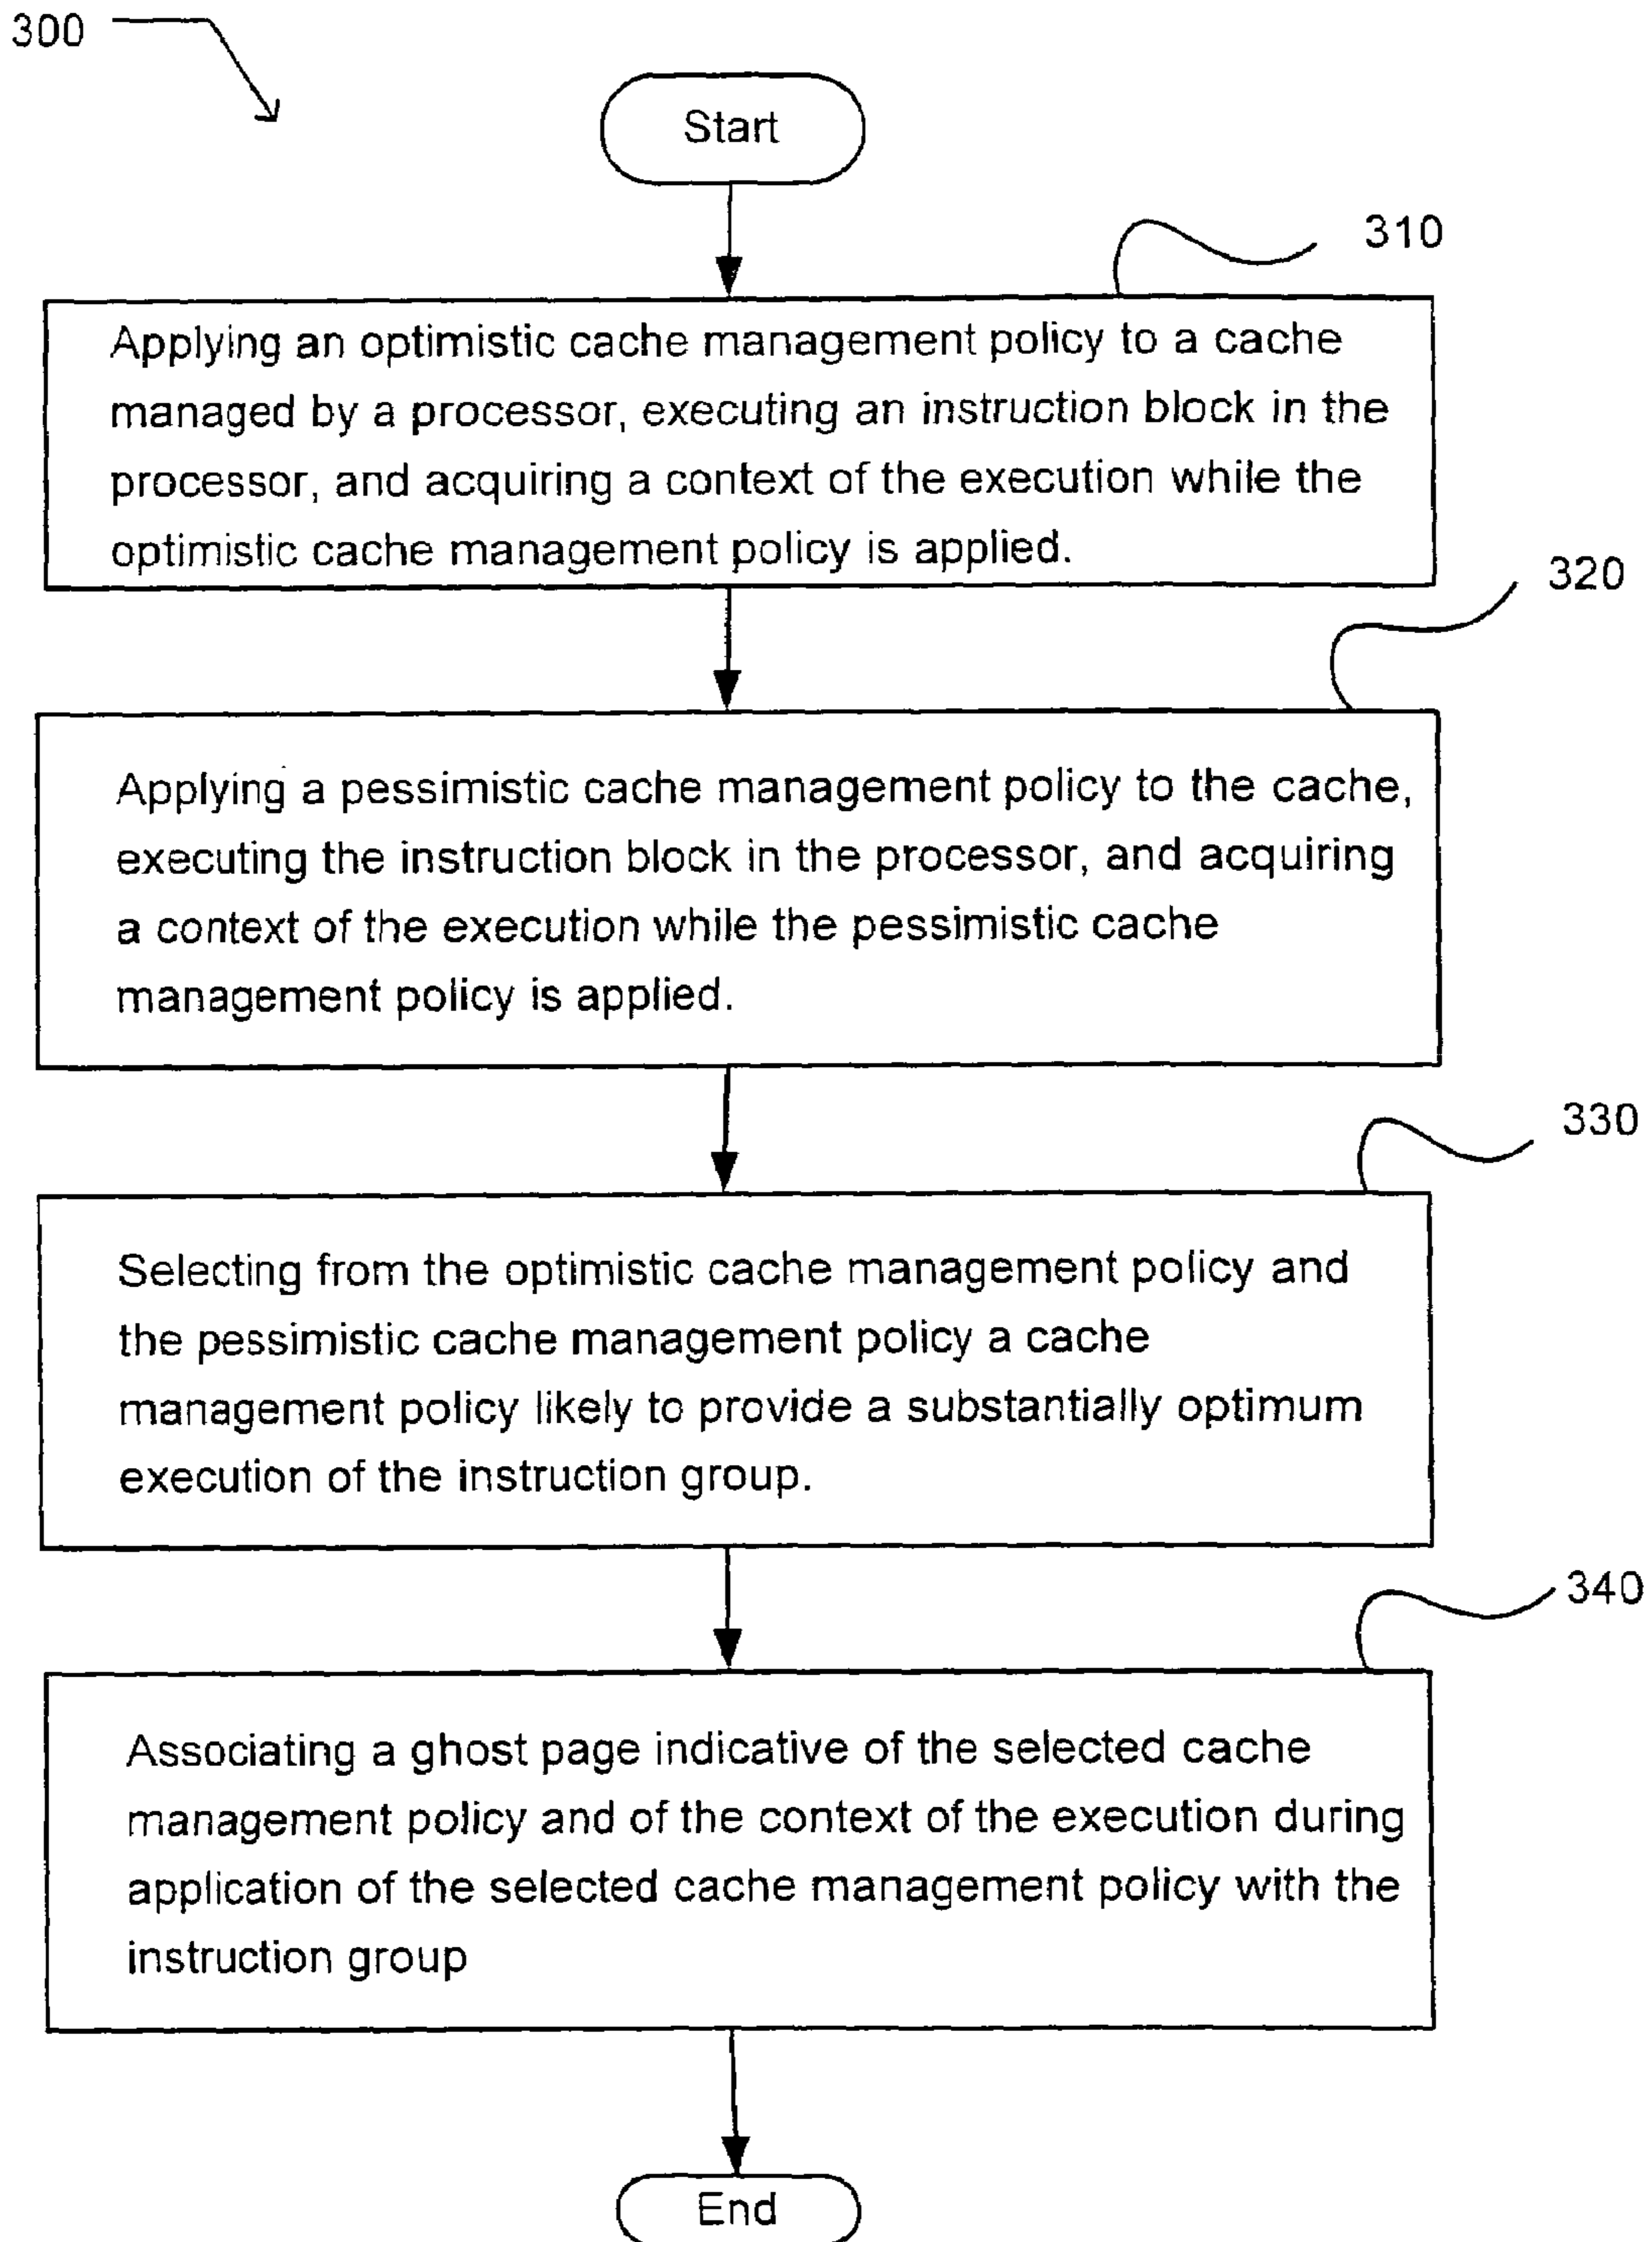 300
Start
310
Applying an optimistic cache management policy to a cache
managed by a processor, executing an instruction block in the
processor, and acquiring a context of the execution while the
optimistic cache management policy is applied.
320
Applying a pessimistic cache management policy to the cache,
executing the instruction block in the processor, and acquiring
a context of the execution while the pessimistic cache
management policy is applied.
330
Selecting from the optimistic cache management policy and
the pessimistic cache management policy a cache
management policy likely to provide a substantially optimum
execution of the instruction group.
340
Associating a ghost page indicative of the selected cache
management policy and of the context of the execution during
application of the selected cache management policy with the
instruction group
End